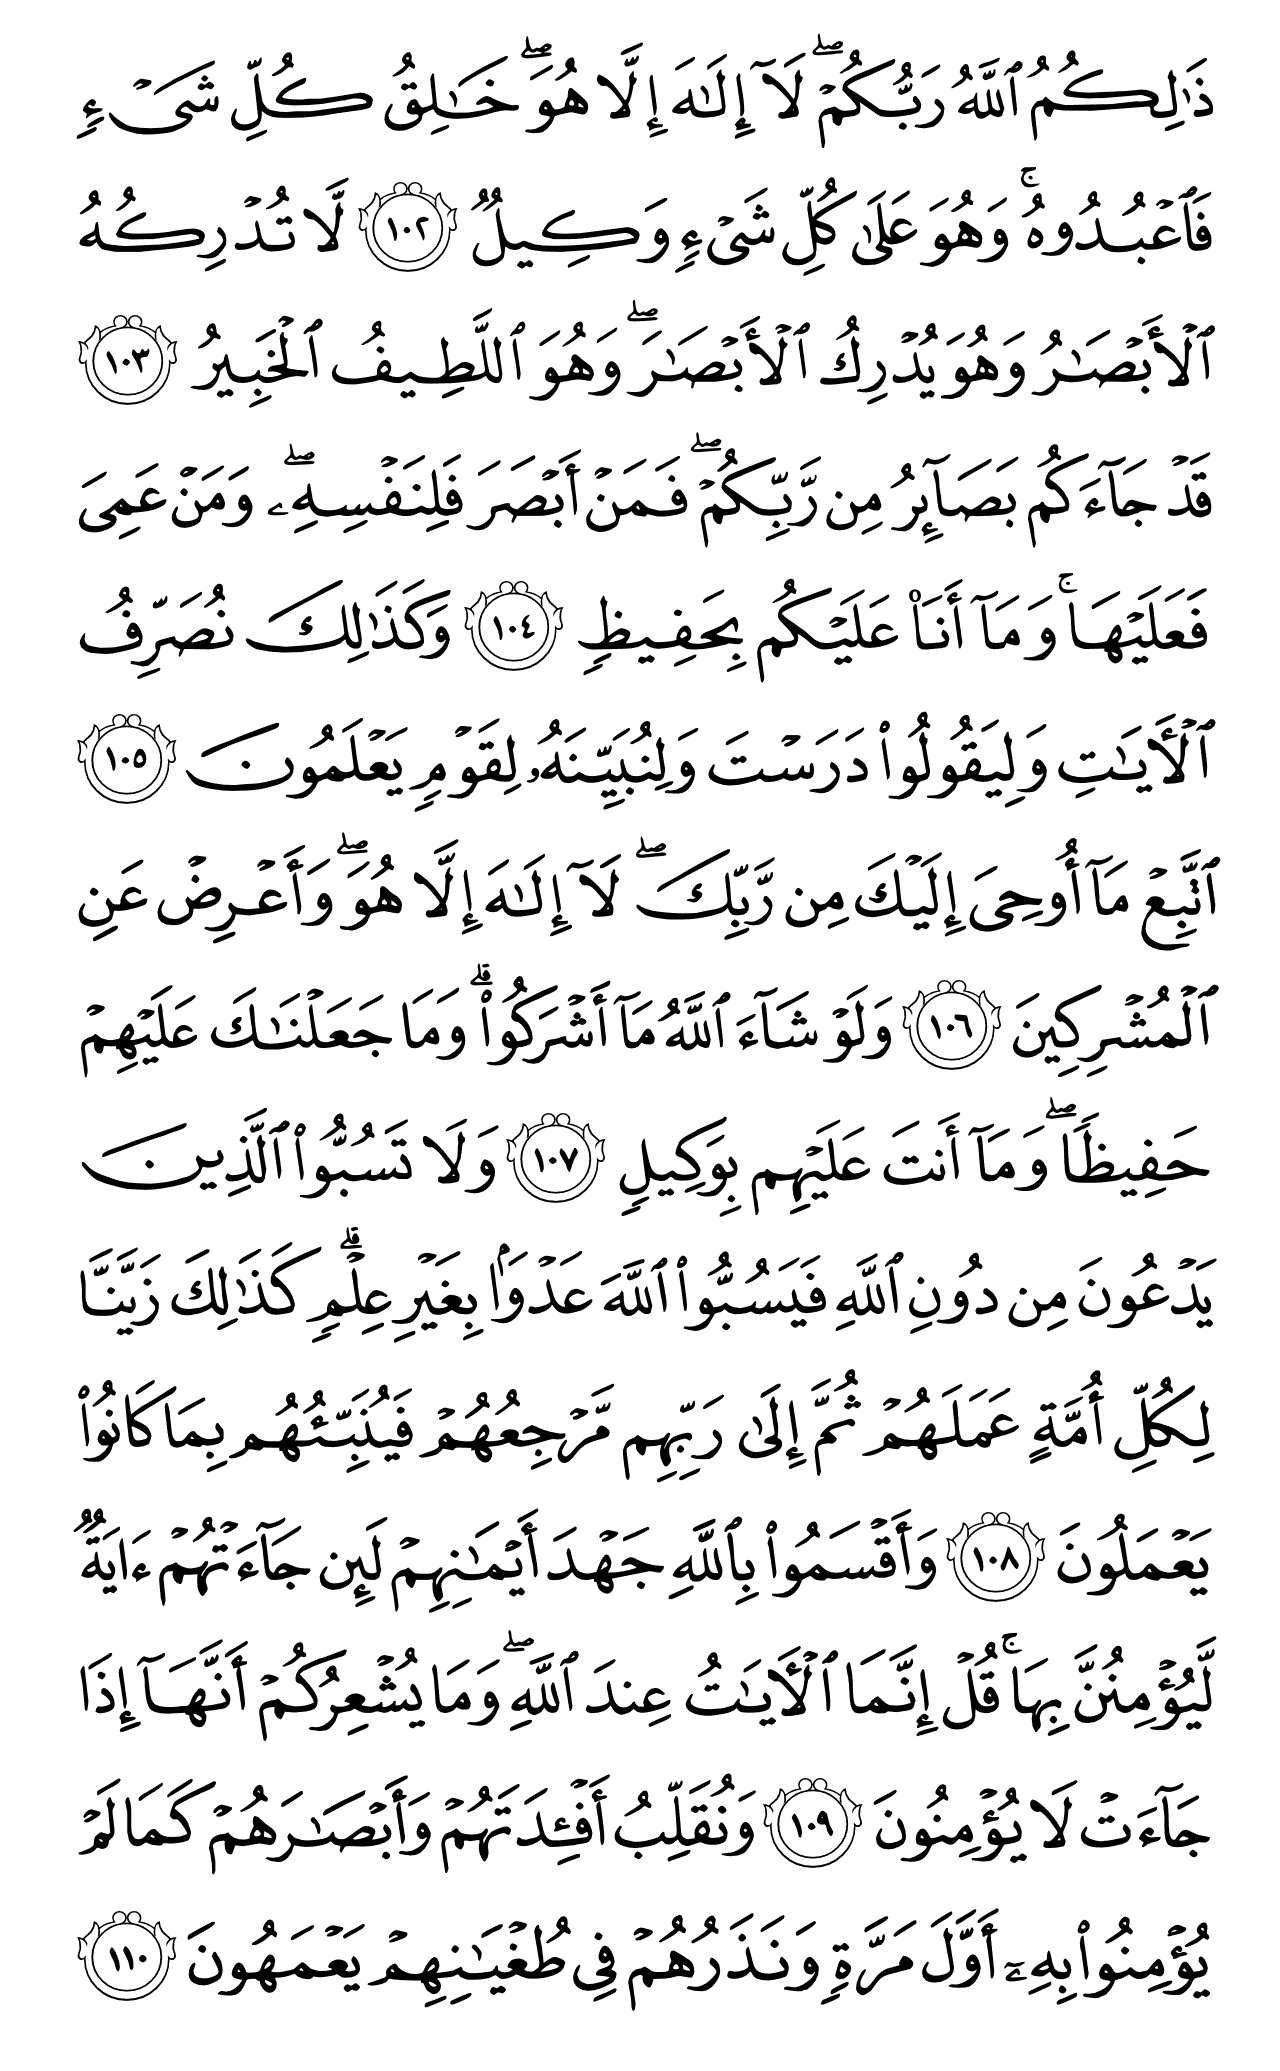 ذَٰلِكُمُ ٱللَّهُ رَبُّكُمْ ۖ لَآ إِلَـٰهَ إِلَّا هُوَ ۖ خَـٰلِقُ كُلِّ شَىْءٍ
فَٱعْبُدُوهُ ۚ وَهُوَ عَلَىٰ كُلِّ شَىْءٍ وَكِيلٌ ١٠٢ لَّا تُدْرِكُهُ
ٱلْأَبْصَـٰرُ وَهُوَ يُدْرِكُ ٱلْأَبْصَـٰرَ ۖ وَهُوَ ٱللَّطِيفُ ٱلْخَبِيرُ ١٠٣
قَدْ جَآءَكُم بَصَآئِرُ مِن رَّبِّكُمْ ۖ فَمَنْ أَبْصَرَ فَلِنَفْسِهِۦ ۖ وَمَنْ عَمِىَ
فَعَلَيْهَا ۚ وَمَآ أَنَا۠ عَلَيْكُم بِحَفِيظٍ ١٠٤ وَكَذَٰلِكَ نُصَرِّفُ
ٱلْـَٔايَـٰتِ وَلِيَقُولُوا۟ دَرَسْتَ وَلِنُبَيِّنَهُۥ لِقَوْمٍ يَعْلَمُونَ ١٠٥
ٱتَّبِعْ مَآ أُوحِىَ إِلَيْكَ مِن رَّبِّكَ ۖ لَآ إِلَـٰهَ إِلَّا هُوَ ۖ وَأَعْرِضْ عَنِ
ٱلْمُشْرِكِينَ ١٠٦ وَلَوْ شَآءَ ٱللَّهُ مَآ أَشْرَكُوا۟ ۗ وَمَا جَعَلْنَـٰكَ عَلَيْهِمْ
حَفِيظًا ۖ وَمَآ أَنتَ عَلَيْهِم بِوَكِيلٍ ١٠٧ وَلَا تَسُبُّوا۟ ٱلَّذِينَ
يَدْعُونَ مِن دُونِ ٱللَّهِ فَيَسُبُّوا۟ ٱللَّهَ عَدْوًۢا بِغَيْرِ عِلْمٍ ۗ كَذَٰلِكَ زَيَّنَّا
لِكُلِّ أُمَّةٍ عَمَلَهُمْ ثُمَّ إِلَىٰ رَبِّهِم مَّرْجِعُهُمْ فَيُنَبِّئُهُم بِمَا كَانُوا۟
يَعْمَلُونَ ١٠٨ وَأَقْسَمُوا۟ بِٱللَّهِ جَهْدَ أَيْمَـٰنِهِمْ لَئِن جَآءَتْهُمْ ءَايَةٌ
لَّيُؤْمِنُنَّ بِهَا ۚ قُلْ إِنَّمَا ٱلْـَٔايَـٰتُ عِندَ ٱللَّهِ ۖ وَمَا يُشْعِرُكُمْ أَنَّهَآ إِذَا
جَآءَتْ لَا يُؤْمِنُونَ ١٠٩ وَنُقَلِّبُ أَفْـِٔدَتَهُمْ وَأَبْصَـٰرَهُمْ كَمَا لَمْ
يُؤْمِنُوا۟ بِهِۦٓ أَوَّلَ مَرَّةٍ وَنَذَرُهُمْ فِى طُغْيَـٰنِهِمْ يَعْمَهُونَ ١١٠